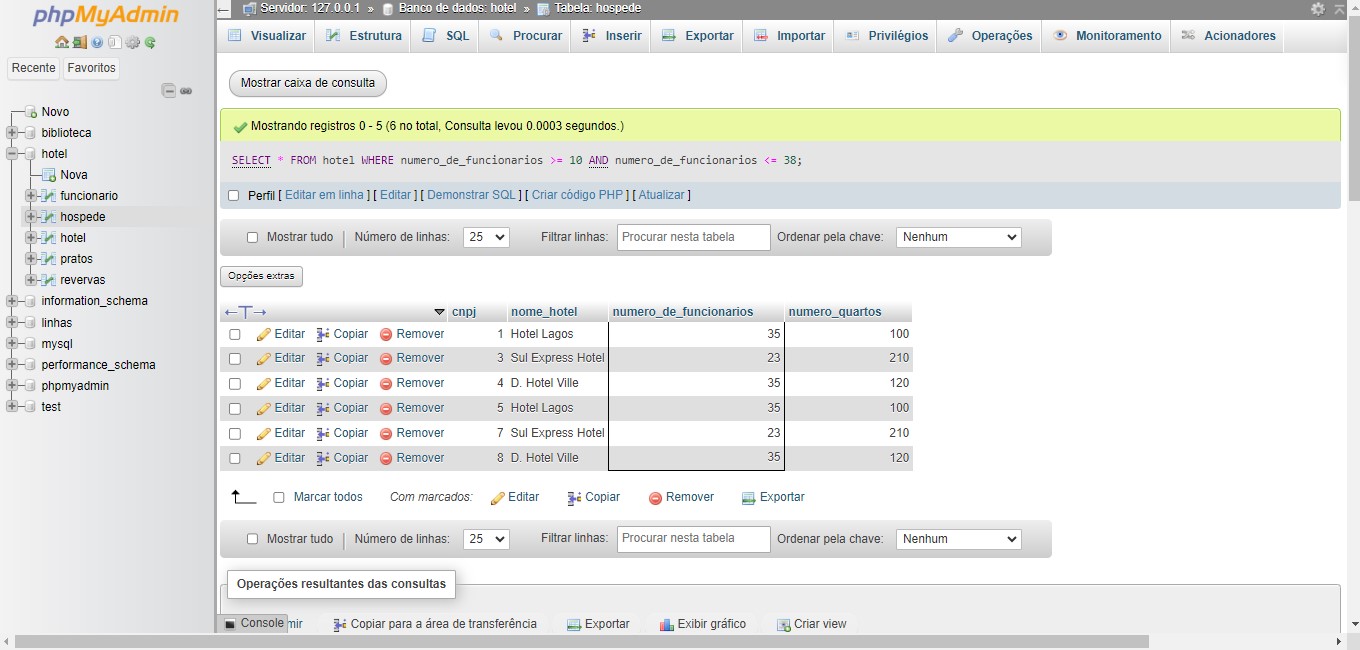 phpMyAdmin
Recente Favoritos
Novo
biblioteca
hotel
Nova
funcionario
hospede
hotel
pratos
revervas
information_schema
linhas
mysql
performance_schema
phpmyadmin
test
Servidor: 127.0.0.1 » Banco de dados: hotel » Tabela: hospede
Visualizar Estrutura SQL Procurar Inserir Exportar Importar Privilégios Operações Monitoramento Acionadores
Mostrar caixa de consulta
Mostrando registros 0 - 5 (6 no total, Consulta levou 0.0003 segundos.)
SELECT * FROM hotel WHERE numero_de_funcionarios >= 10 AND numero_de_funcionarios <= 38;
Perfil [ Editar em linha ] [ Editar ] [ Demonstrar SQL ] [ Criar código PHP ] [ Atualizar ]
Mostrar tudo | Número de linhas: 25 Filtrar linhas: Procurar nesta tabela Ordenar pela chave: Nenhum
Opções extras
←T→ cnpj nome_hotel numero_de_funcionarios numero_quartos
Editar Copiar Remover 1 Hotel Lagos 35 100
Editar Copiar Remover 3 Sul Express Hotel 23 210
Editar Copiar Remover 4 D. Hotel Ville 35 120
Editar Copiar Remover 5 Hotel Lagos 35 100
Editar Copiar Remover 7 Sul Express Hotel 23 210
Editar Copiar Remover 8 D. Hotel Ville 35 120
Marcar todos Com marcados: Editar Copiar Remover Exportar
Mostrar tudo | Número de linhas: 25 Filtrar linhas: Procurar nesta tabela Ordenar pela chave: Nenhum
Operações resultantes das consultas
Console mir Copiar para a área de transferência Exportar Exibir gráfico Criar view